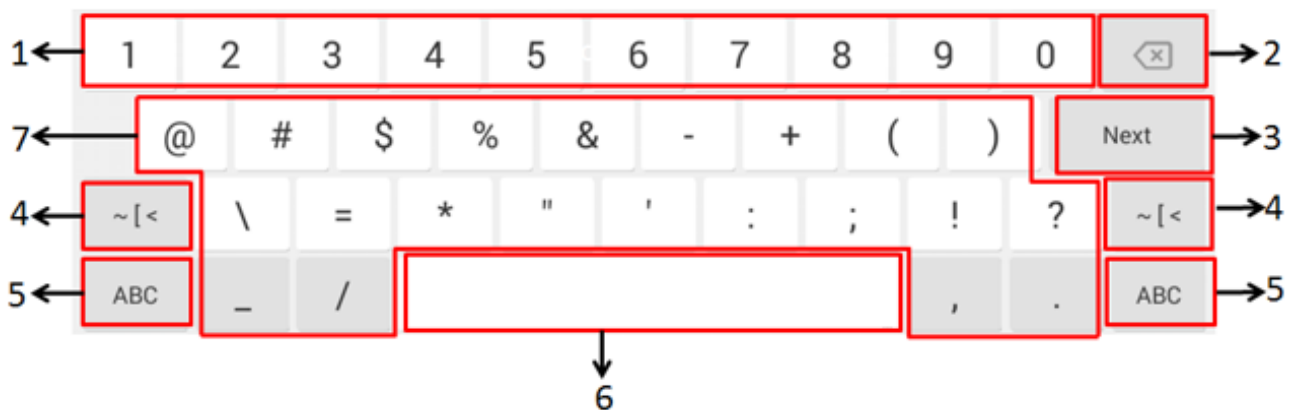 1 1 2 3 4 5 6 7 8 9 0 2
7 @ # $ % & - + ( ) Next 3
4 ~ [ < \ = * " ' : ; ! ? ~ [ < 4
5 ABC _ / , . ABC 5
6